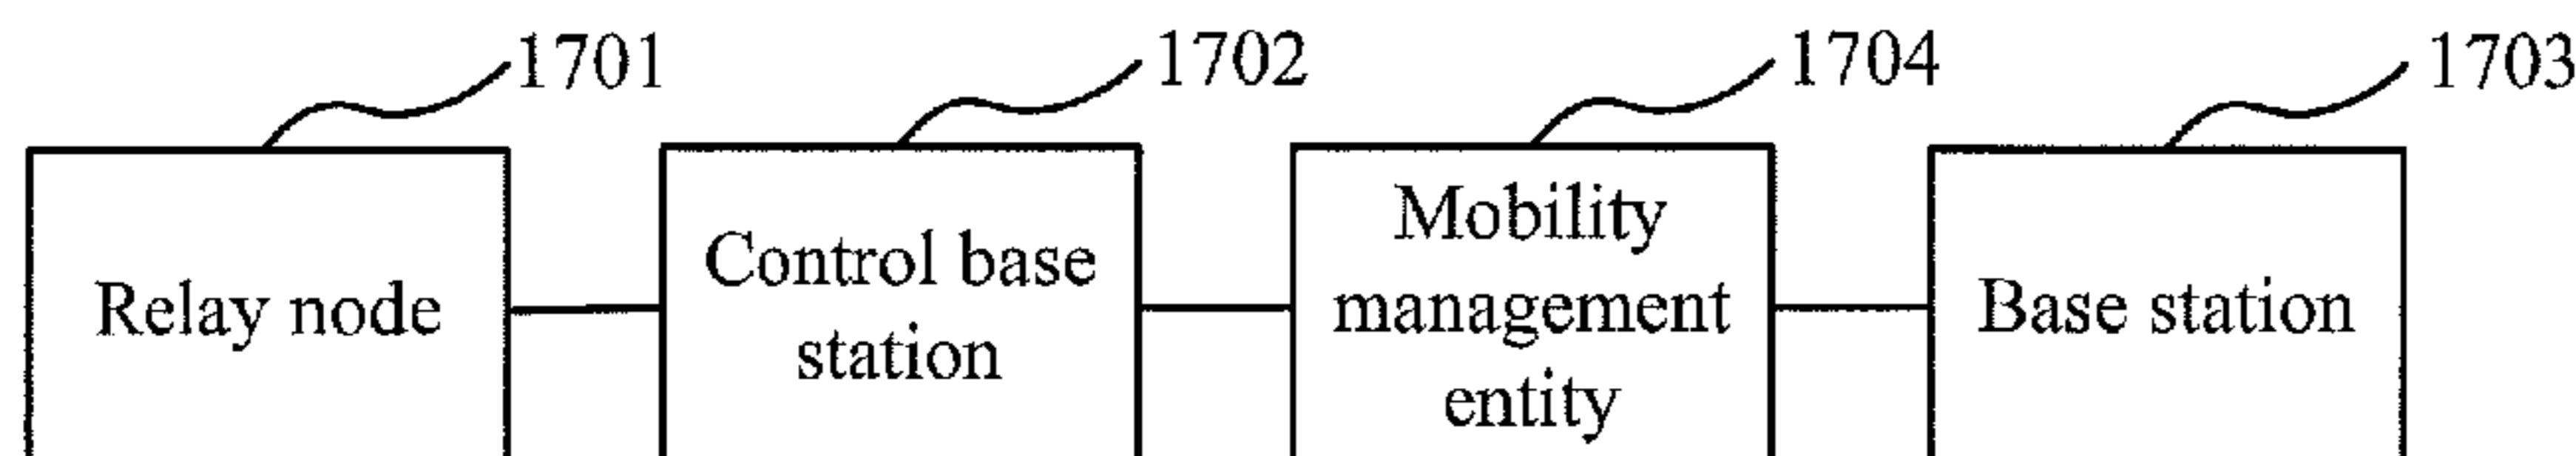 1701
1702
1704
1703
Relay node
Control base
station
Mobility
management
entity
Base station